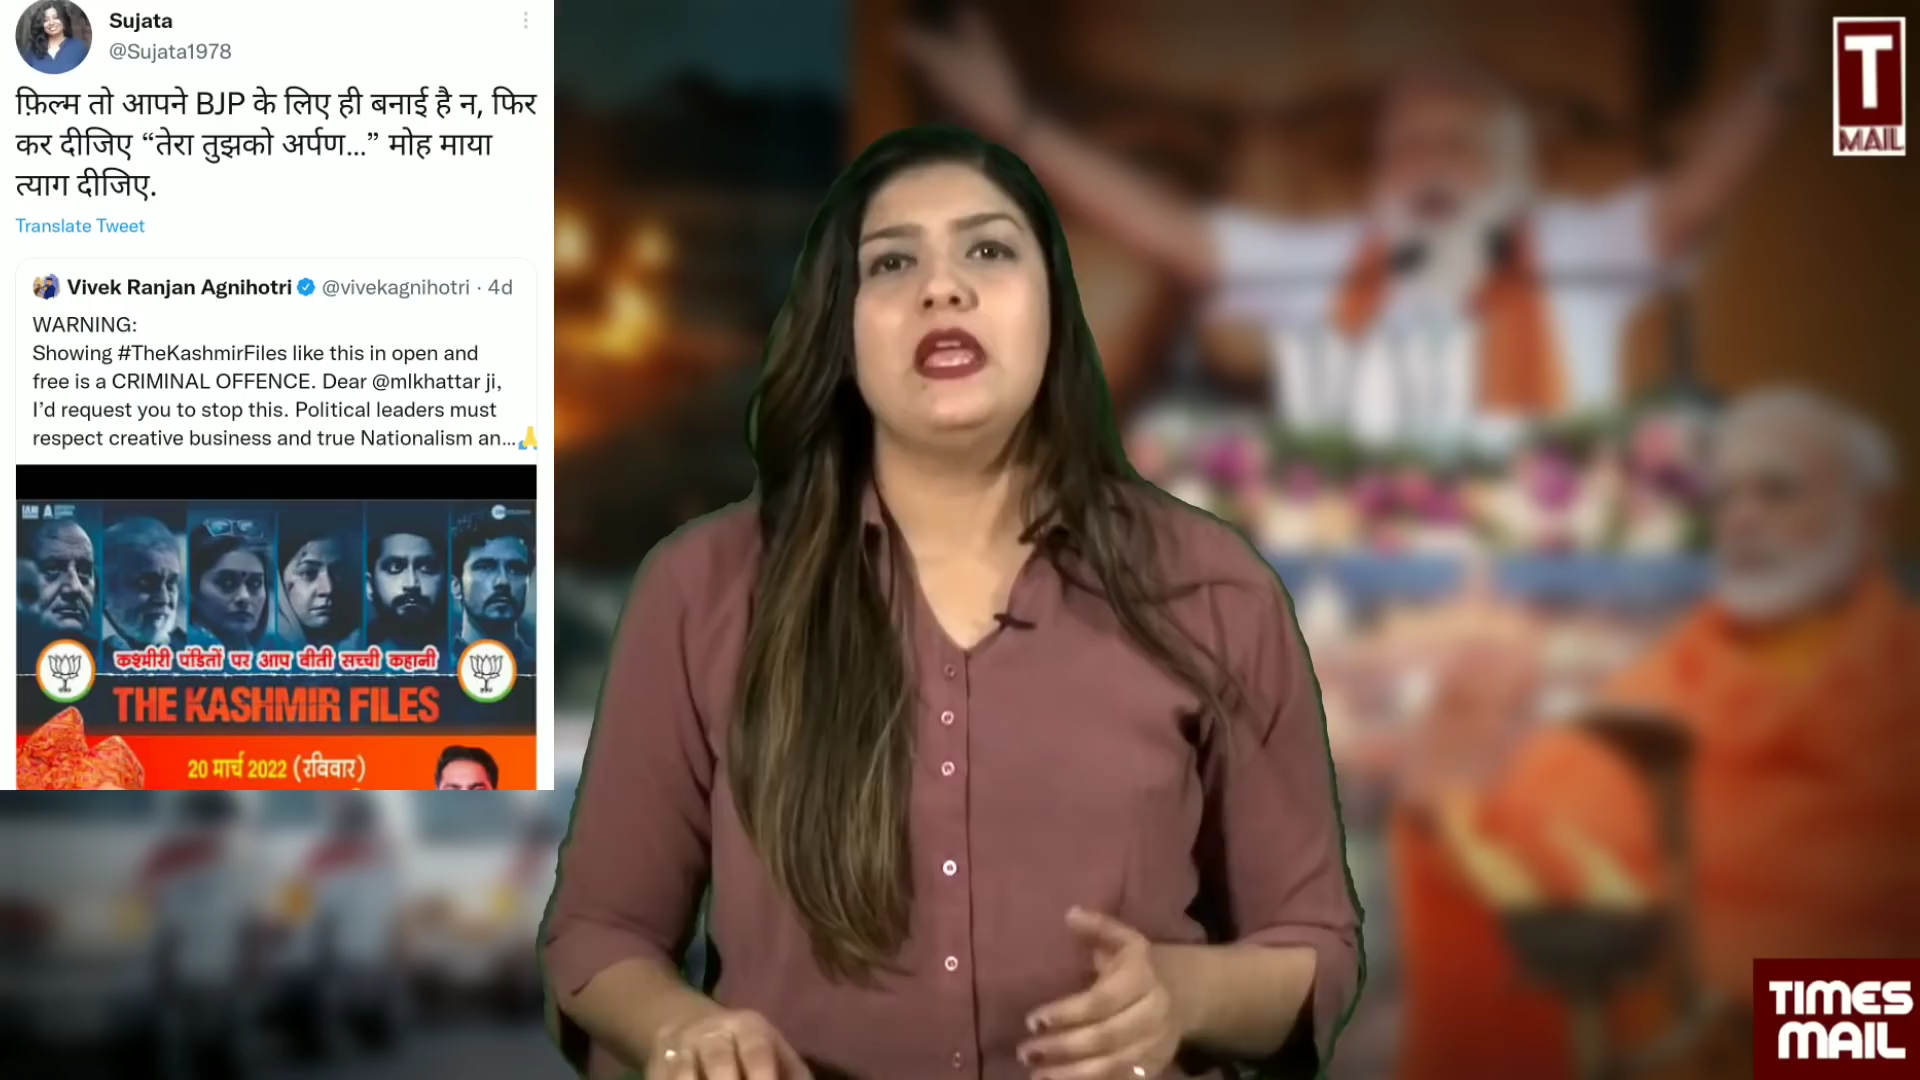 Sujata
@Sujata1978
फ़िल्म तो आपने BJP के लिए ही बनाई है न, फिर
कर दीजिए “तेरा तुझको अर्पण...” मोह माया
त्याग दीजिए.
Translate Tweet
Vivek Ranjan Agnihotri @vivekagnihotri · 4d
WARNING:
Showing #TheKashmirFiles like this in open and
free is a CRIMINAL OFFENCE. Dear @mlkhattar ji,
I’d request you to stop this. Political leaders must
respect creative business and true Nationalism an...
कश्मीरी पंडितों पर आप बीती सच्ची कहानी
THE KASHMIR FILES
20 मार्च 2022 (रविवार)
T
MAIL
TIMES
MAIL